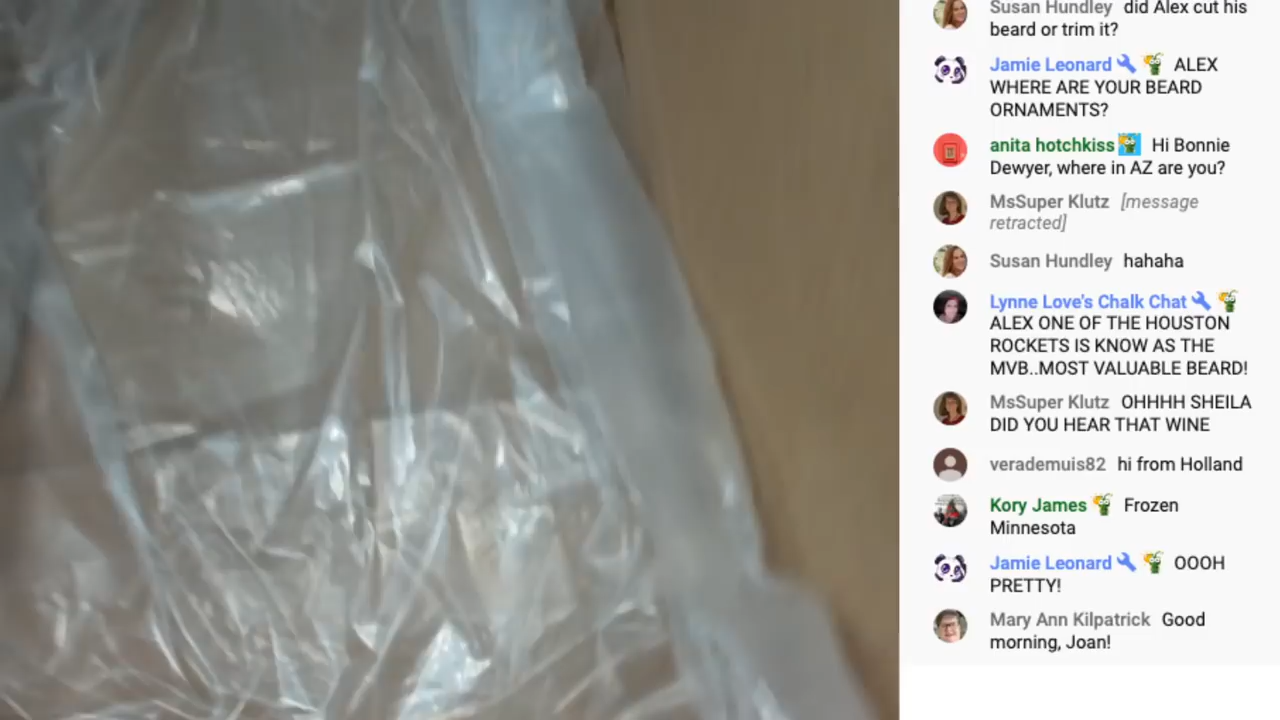 Susan Hundley did Alex cut his
beard or trim it?
Jamie Leonard ALEX
WHERE ARE YOUR BEARD
ORNAMENTS?
anita hotchkiss Hi Bonnie
Dewyer, where in AZ are you?
MsSuper Klutz [message
retracted]
Susan Hundley hahaha
Lynne Love's Chalk Chat
ALEX ONE OF THE HOUSTON
ROCKETS IS KNOW AS THE
MVB..MOST VALUABLE BEARD!
MsSuper Klutz OHHHH SHEILA
DID YOU HEAR THAT WINE
verademuis82 hi from Holland
Kory James Frozen
Minnesota
Jamie Leonard OOOH
PRETTY!
Mary Ann Kilpatrick Good
morning, Joan!